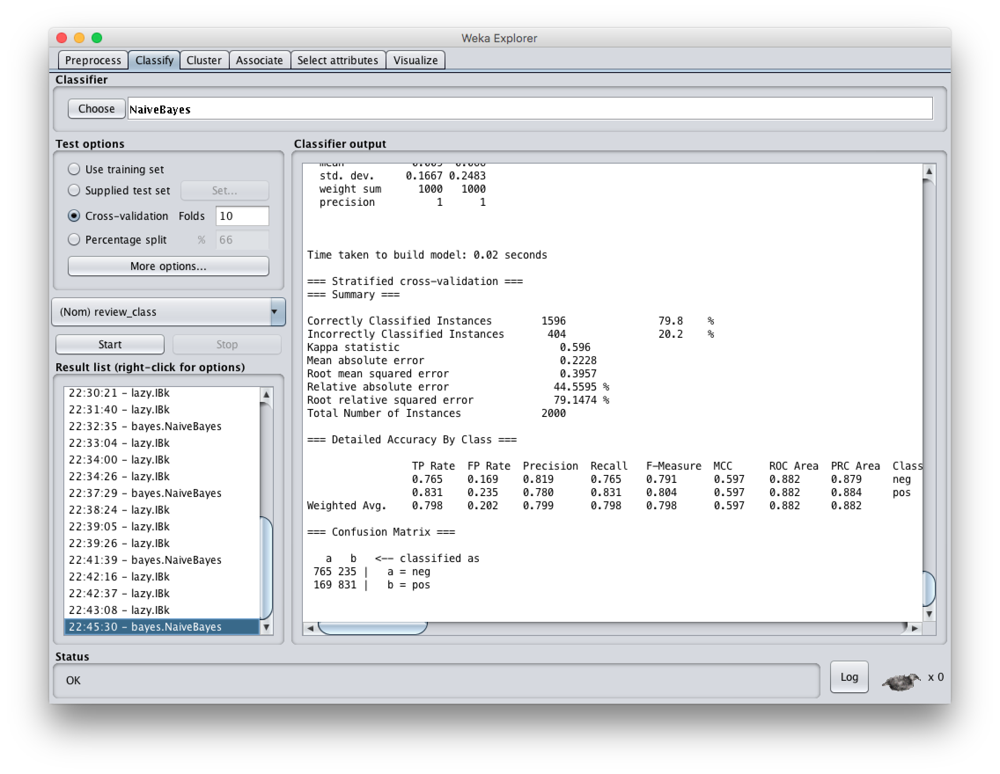 Weka Explorer
Preprocess Classify Cluster Associate Select attributes Visualize
Classifier
Choose NaiveBayes
Test options
Use training set
Supplied test set Set...
Cross-validation Folds 10
Percentage split % 66
More options...
(Nom) review_class
Start Stop
Result list (right-click for options)
22:30:21 - lazy.IBk
22:31:40 - lazy.IBk
22:32:35 - bayes.NaiveBayes
22:33:04 - lazy.IBk
22:34:00 - lazy.IBk
22:34:26 - lazy.IBk
22:37:29 - bayes.NaiveBayes
22:38:24 - lazy.IBk
22:39:05 - lazy.IBk
22:39:26 - lazy.IBk
22:41:39 - bayes.NaiveBayes
22:42:16 - lazy.IBk
22:42:37 - lazy.IBk
22:43:08 - lazy.IBk
22:45:30 - bayes.NaiveBayes
Classifier output
mean
std. dev. 0.1667 0.2483
weight sum 1000 1000
precision 1 1
Time taken to build model: 0.02 seconds
=== Stratified cross-validation ===
=== Summary ===
Correctly Classified Instances 1596 79.8 %
Incorrectly Classified Instances 404 20.2 %
Kappa statistic 0.596
Mean absolute error 0.2228
Root mean squared error 0.3957
Relative absolute error 44.5595 %
Root relative squared error 79.1474 %
Total Number of Instances 2000
=== Detailed Accuracy By Class ===
TP Rate FP Rate Precision Recall F-Measure MCC ROC Area PRC Area Class
0.765 0.169 0.819 0.765 0.791 0.597 0.882 0.879 neg
0.831 0.235 0.780 0.831 0.804 0.597 0.882 0.884 pos
Weighted Avg. 0.798 0.202 0.799 0.798 0.798 0.597 0.882 0.882
=== Confusion Matrix ===
a b <-- classified as
765 235 | a = neg
169 831 | b = pos
Status
OK
Log
x 0